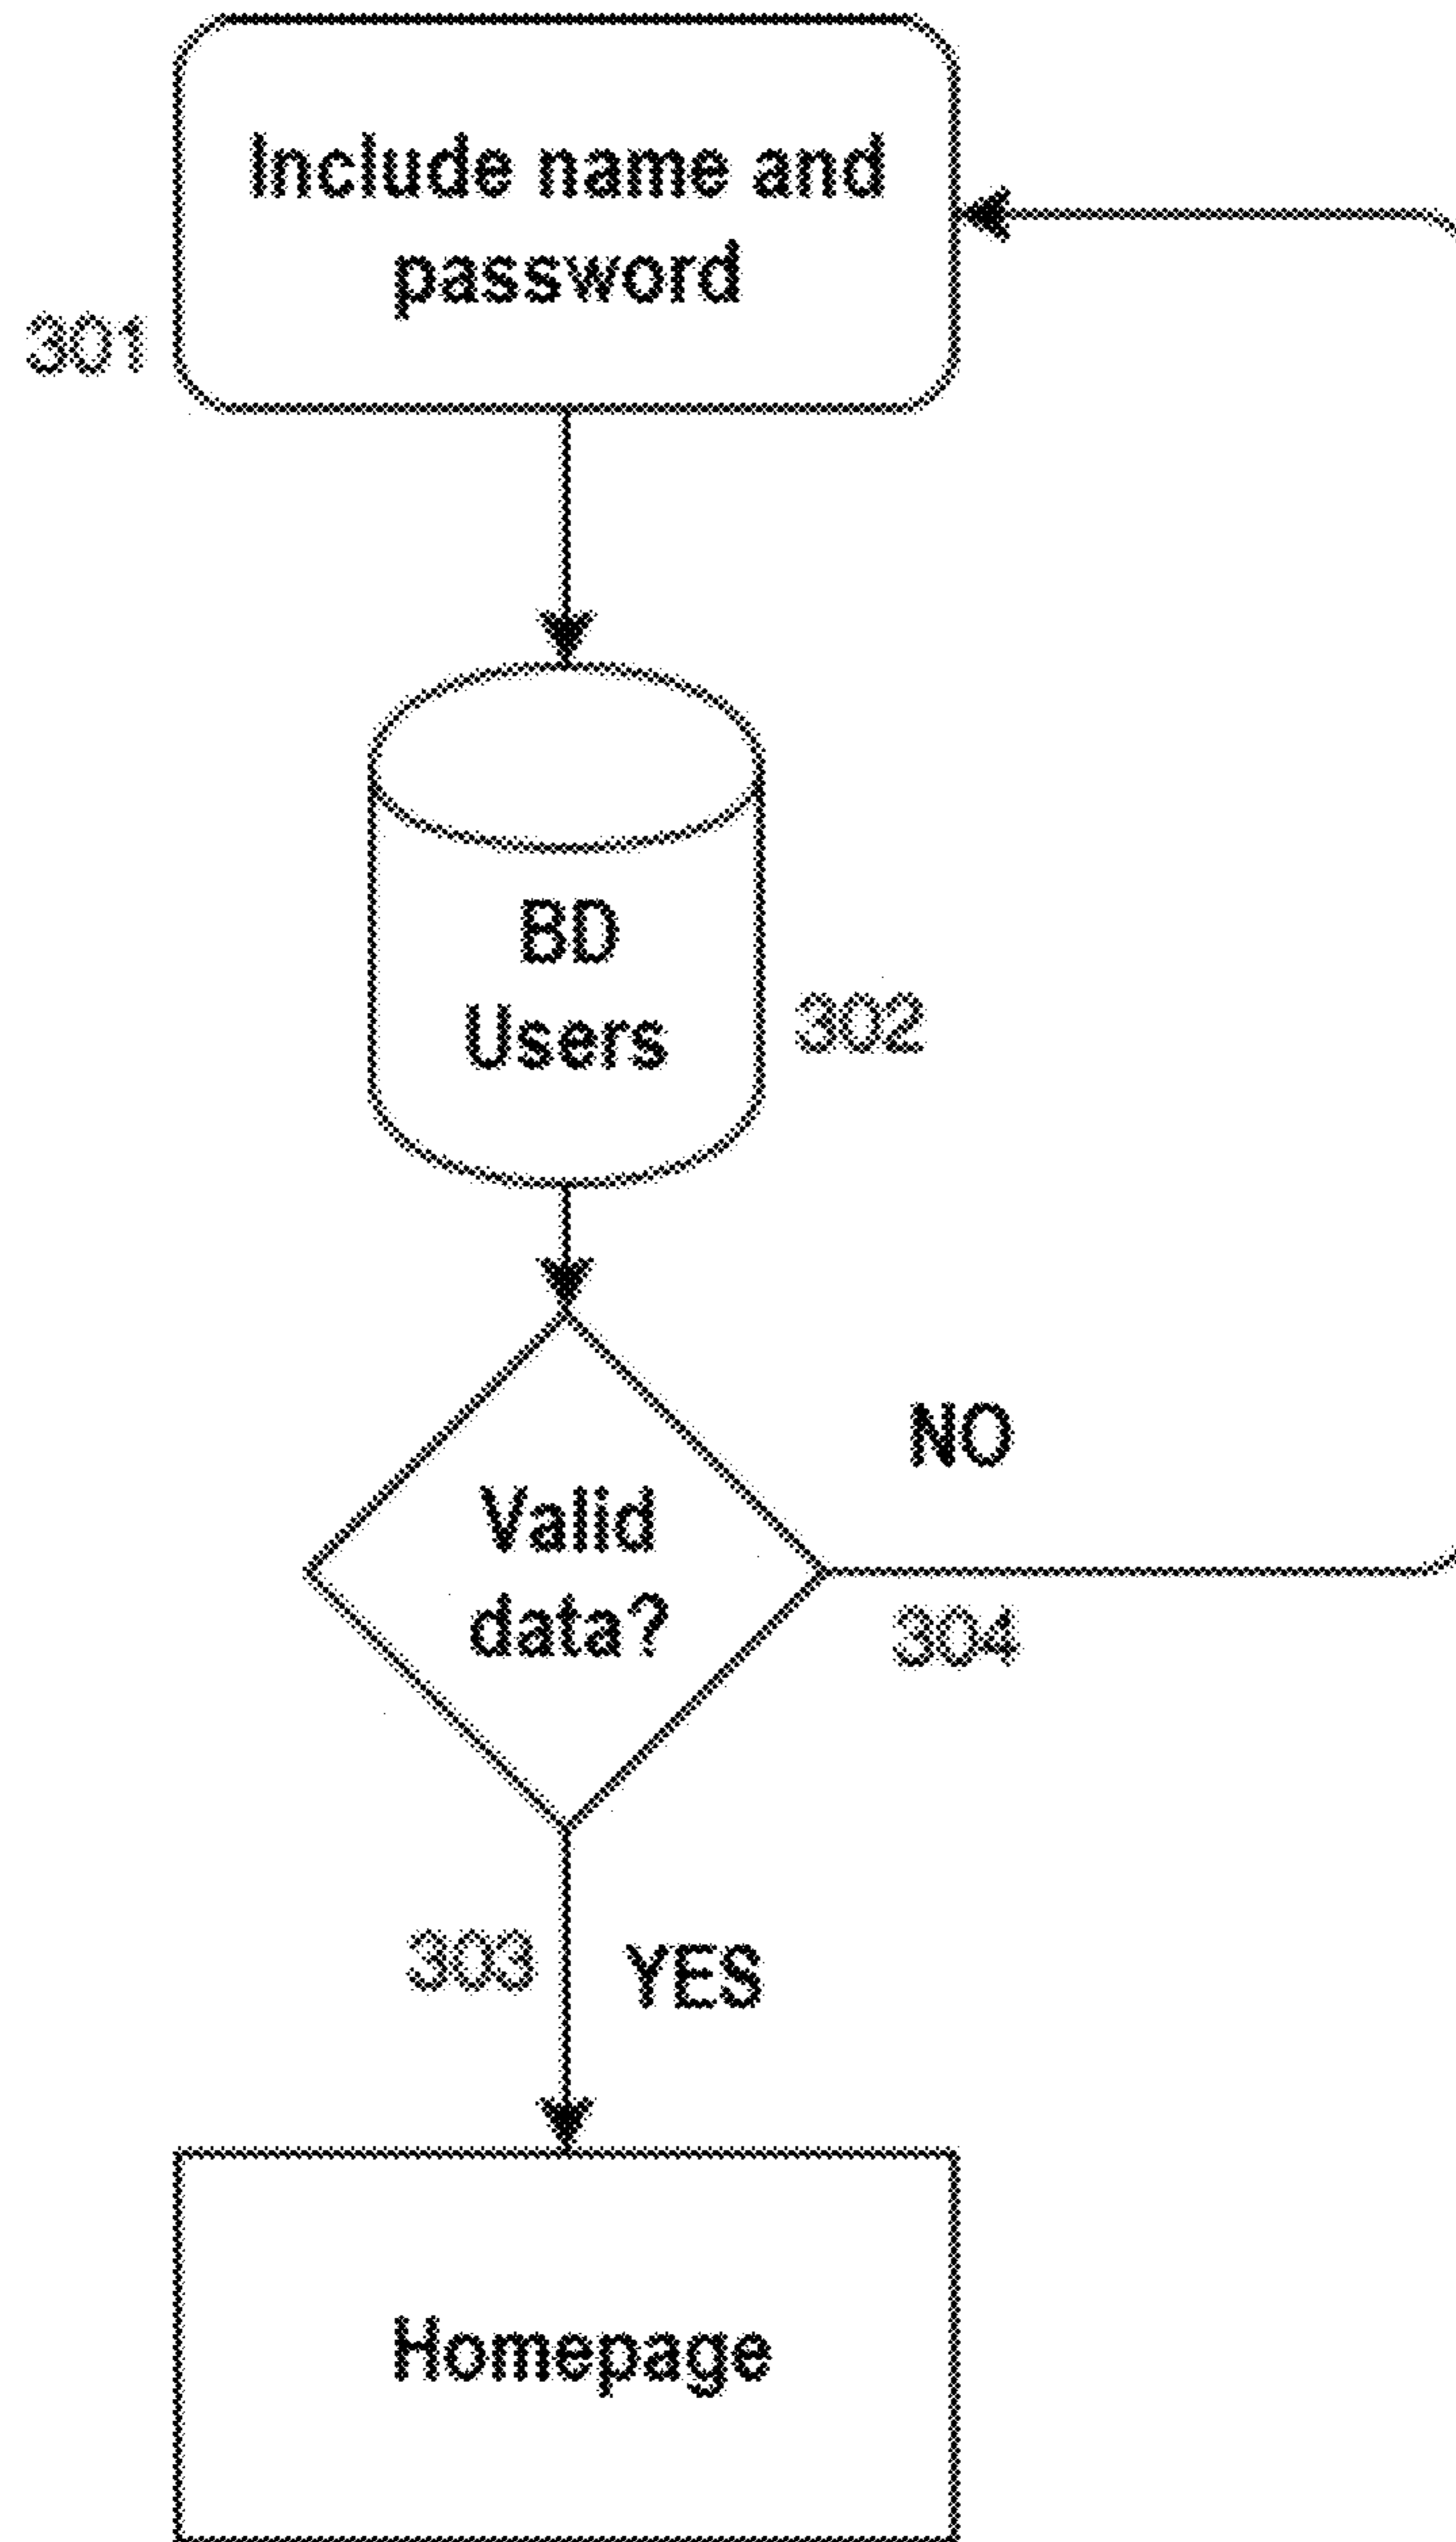 Include name and
password
301
BD
Users
302
NO
Valid
data?
304
303
YES
Homepage